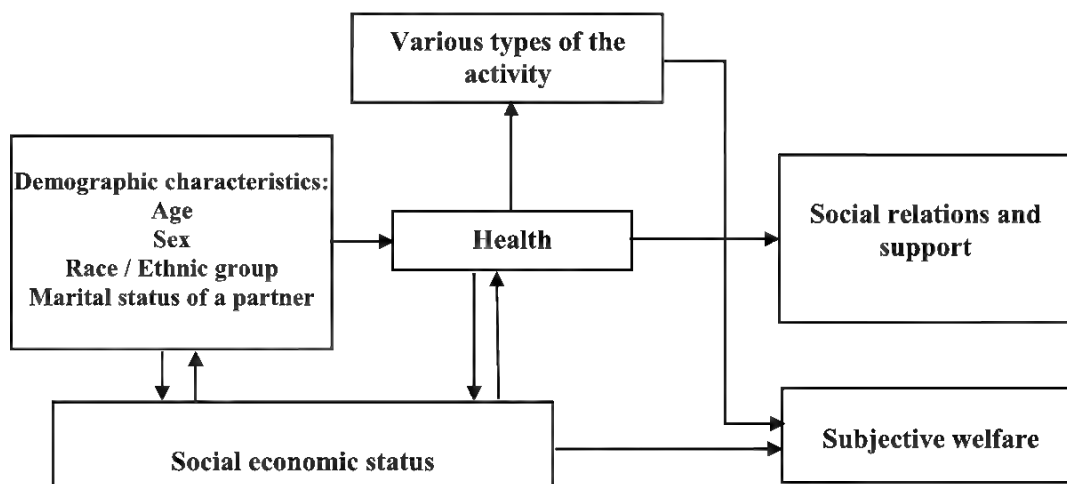 Various types of the
activity
Demographic characteristics:
Age
Sex
Race / Ethnic group
Marital status of a partner
Health
Social relations and
support
Social economic status
Subjective welfare